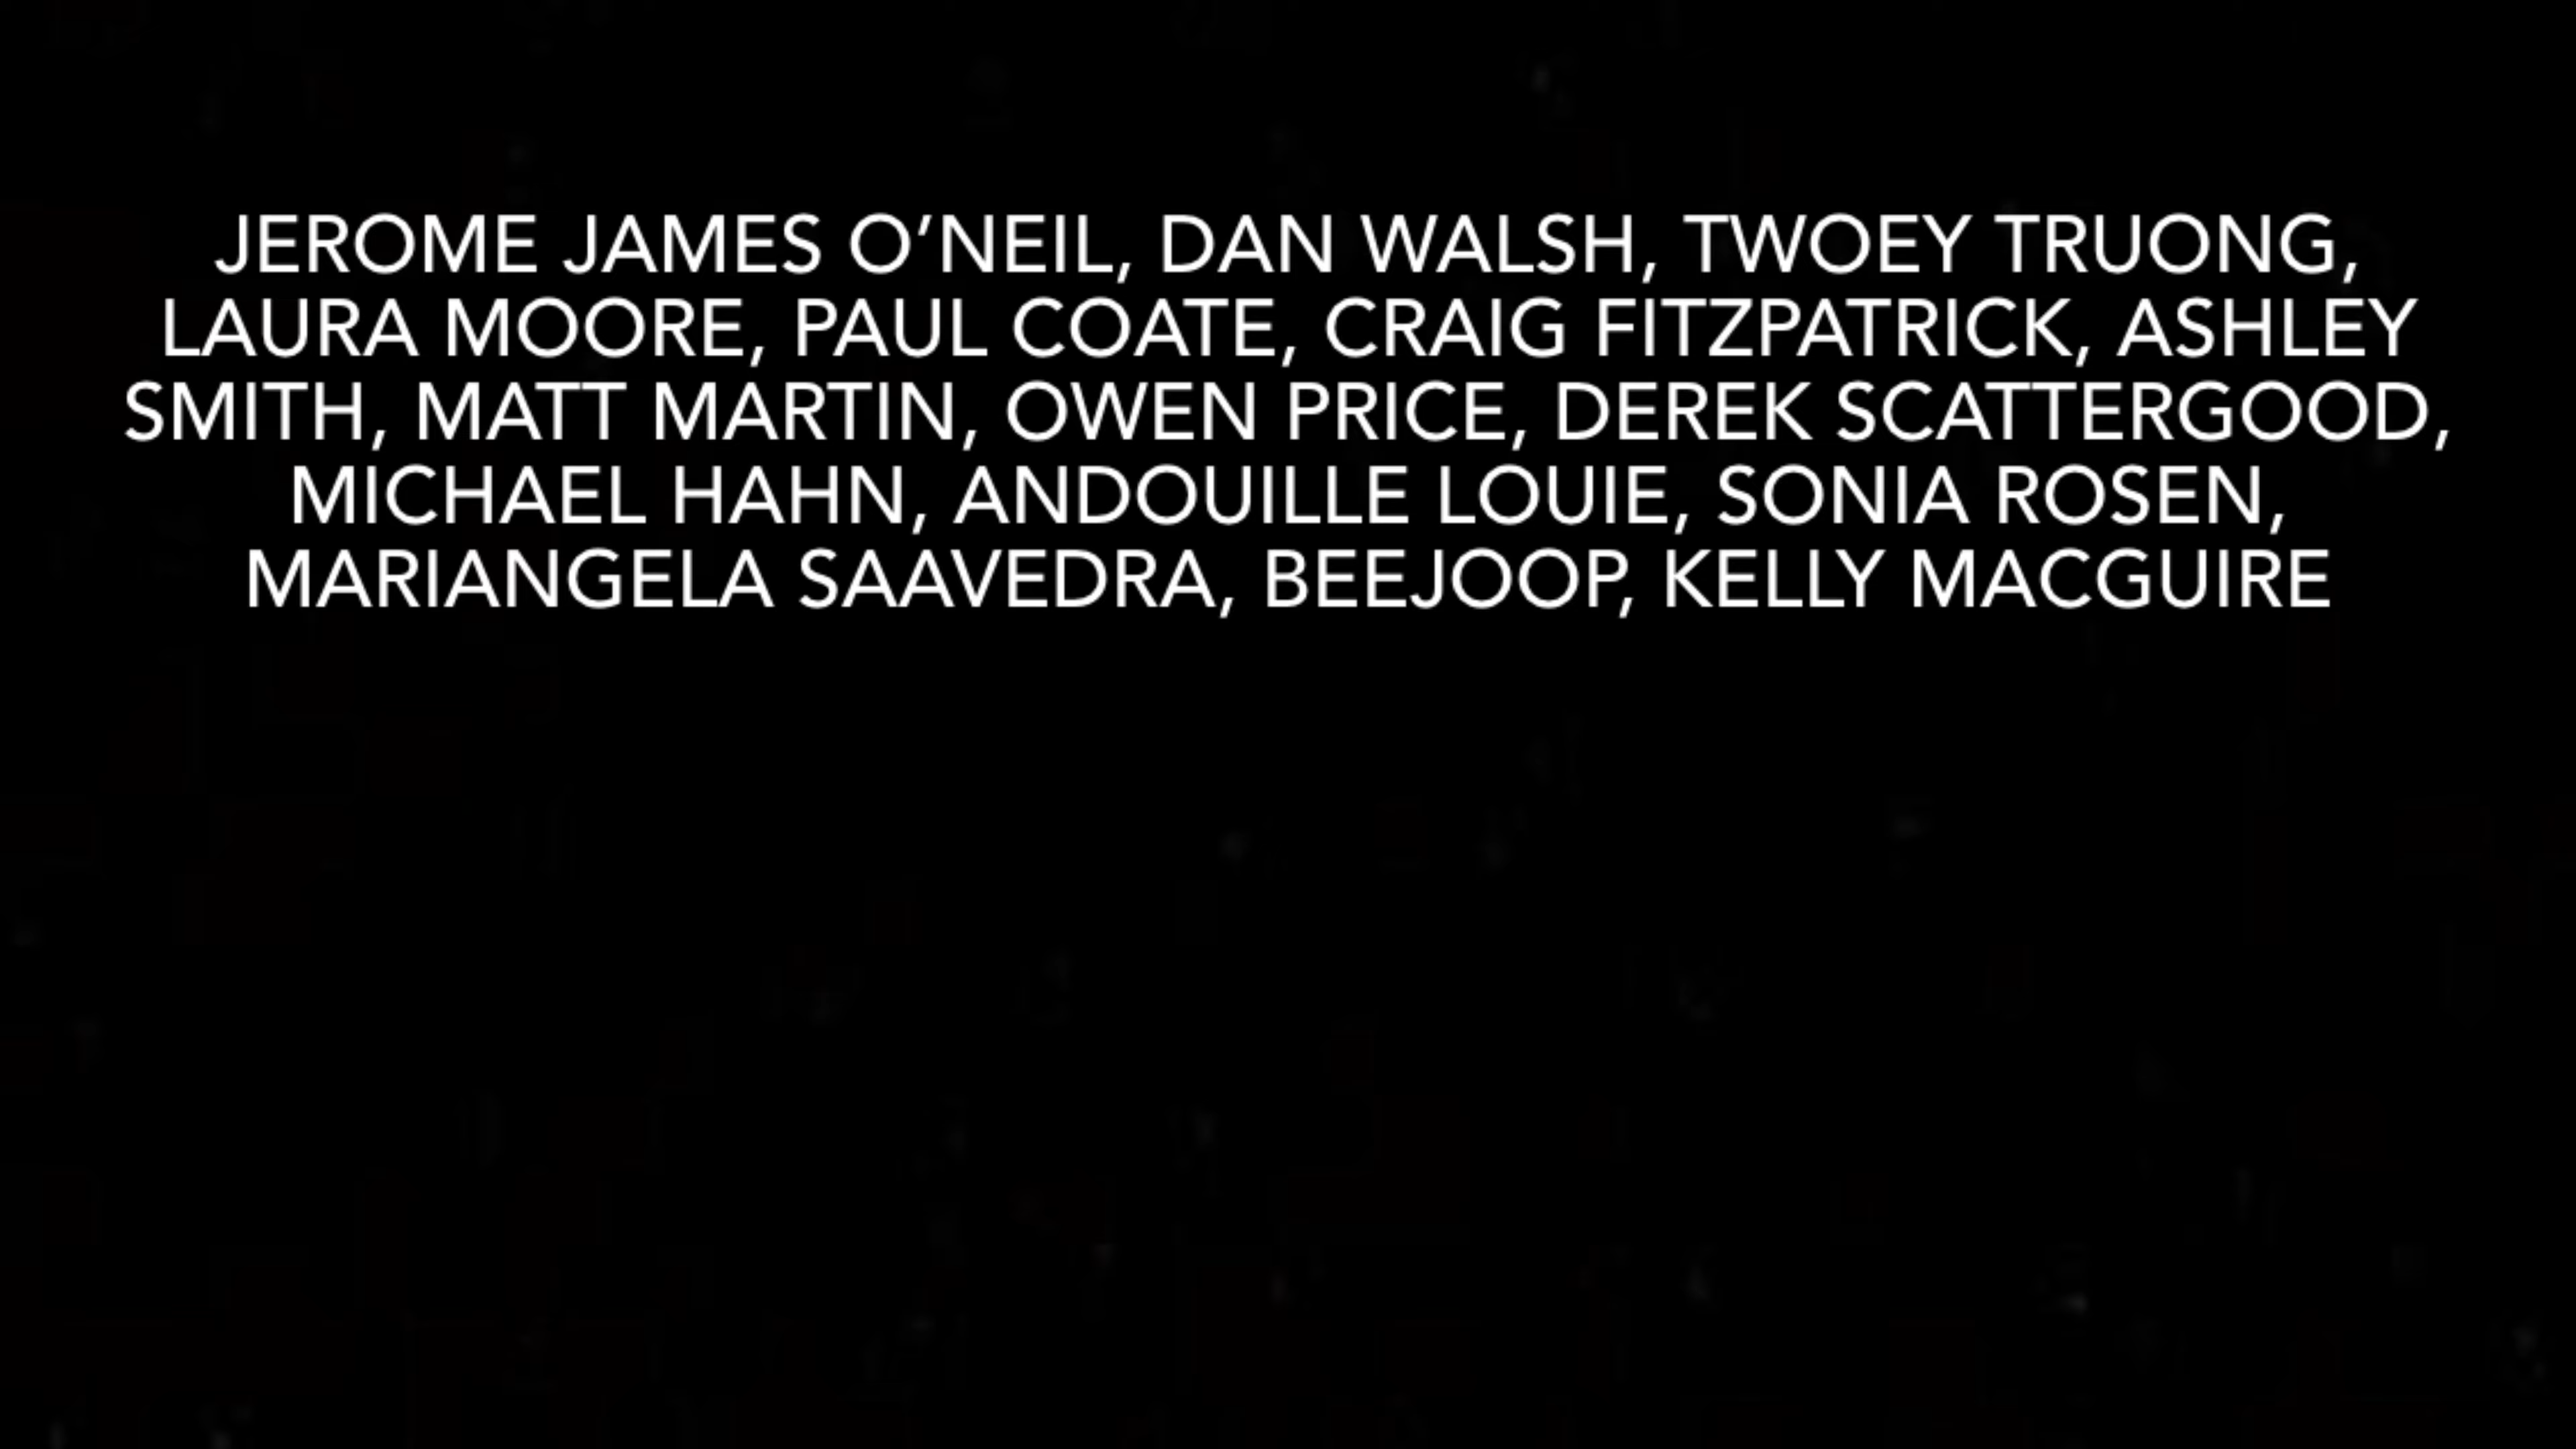 JEROME JAMES O’NEIL, DAN WALSH, TWOEY TRUONG,
LAURA MOORE, PAUL COATE, CRAIG FITZPATRICK, ASHLEY
SMITH, MATT MARTIN, OWEN PRICE, DEREK SCATTERGOOD,
MICHAEL HAHN, ANDOUILLE LOUIE, SONIA ROSEN,
MARIANGELA SAAVEDRA, BEEJOOP, KELLY MACGUIRE